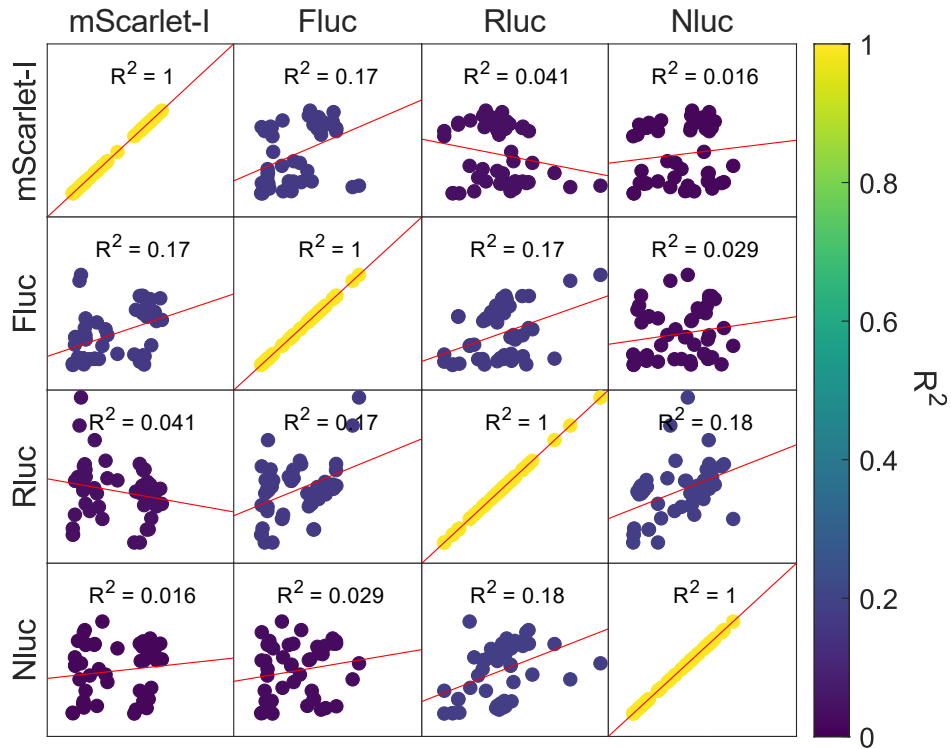 mScarlet-I Fluc Rluc Nluc
mScarlet-I
R² = 1 R² = 0.17 R² = 0.041 R² = 0.016
Fluc
R² = 0.17 R² = 1 R² = 0.17 R² = 0.029
Rluc
R² = 0.041 R² = 0.17 R² = 1 R² = 0.18
Nluc
R² = 0.016 R² = 0.029 R² = 0.18 R² = 1
1
0.8
0.6
0.4
0.2
0
R²